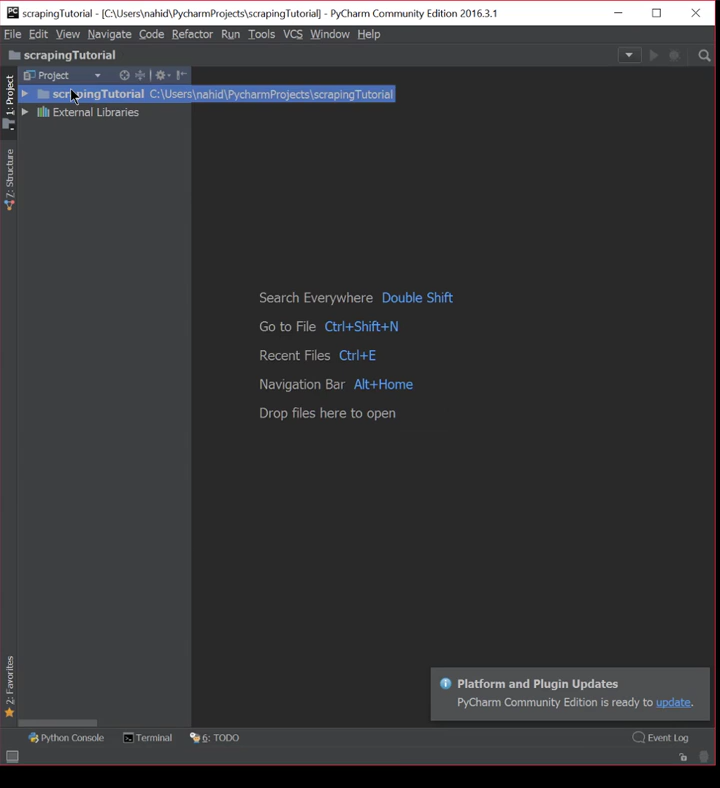 scrapingTutorial - [C:\Users\nahid\PycharmProjects\scrapingTutorial] - PyCharm Community Edition 2016.3.1
File Edit View Navigate Code Refactor Run Tools VCS Window Help
scrapingTutorial
Project
scrapingTutorial C:\Users\nahid\PycharmProjects\scrapingTutorial
External Libraries
1: Project
7: Structure
Search Everywhere Double Shift
Go to File Ctrl+Shift+N
Recent Files Ctrl+E
Navigation Bar Alt+Home
Drop files here to open
2: Favorites
Platform and Plugin Updates
PyCharm Community Edition is ready to update.
Python Console Terminal 6: TODO Event Log